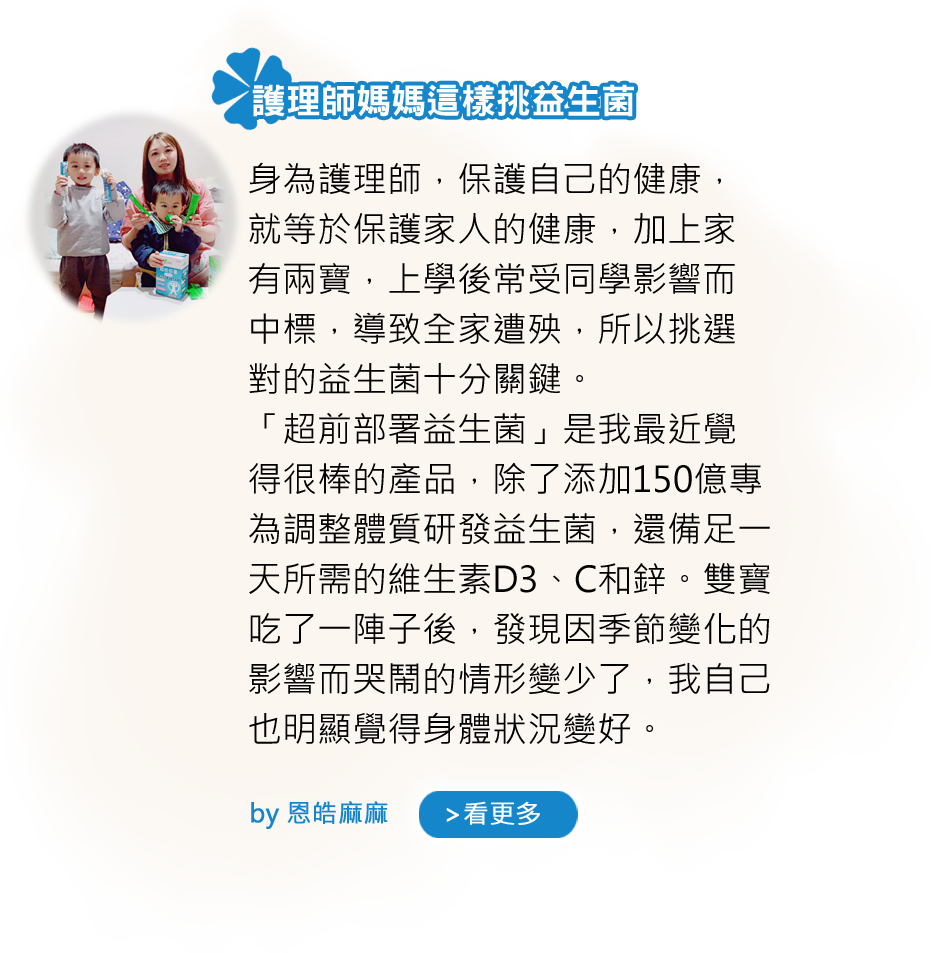 護理師媽媽這樣挑益生菌
身為護理師，保護自己的健康，
就等於保護家人的健康，加上家
有兩寶，上學後常受同學影響而
中標，導致全家遭殃，所以挑選
對的益生菌十分關鍵。
「超前部署益生菌」是我最近覺
得很棒的產品，除了添加150億專
為調整體質研發益生菌，還備足一
天所需的維生素D3、C和鋅。雙寶
吃了一陣子後，發現因季節變化的
影響而哭鬧的情形變少了，我自己
也明顯覺得身體狀況變好。
by 恩皓麻麻 >看更多